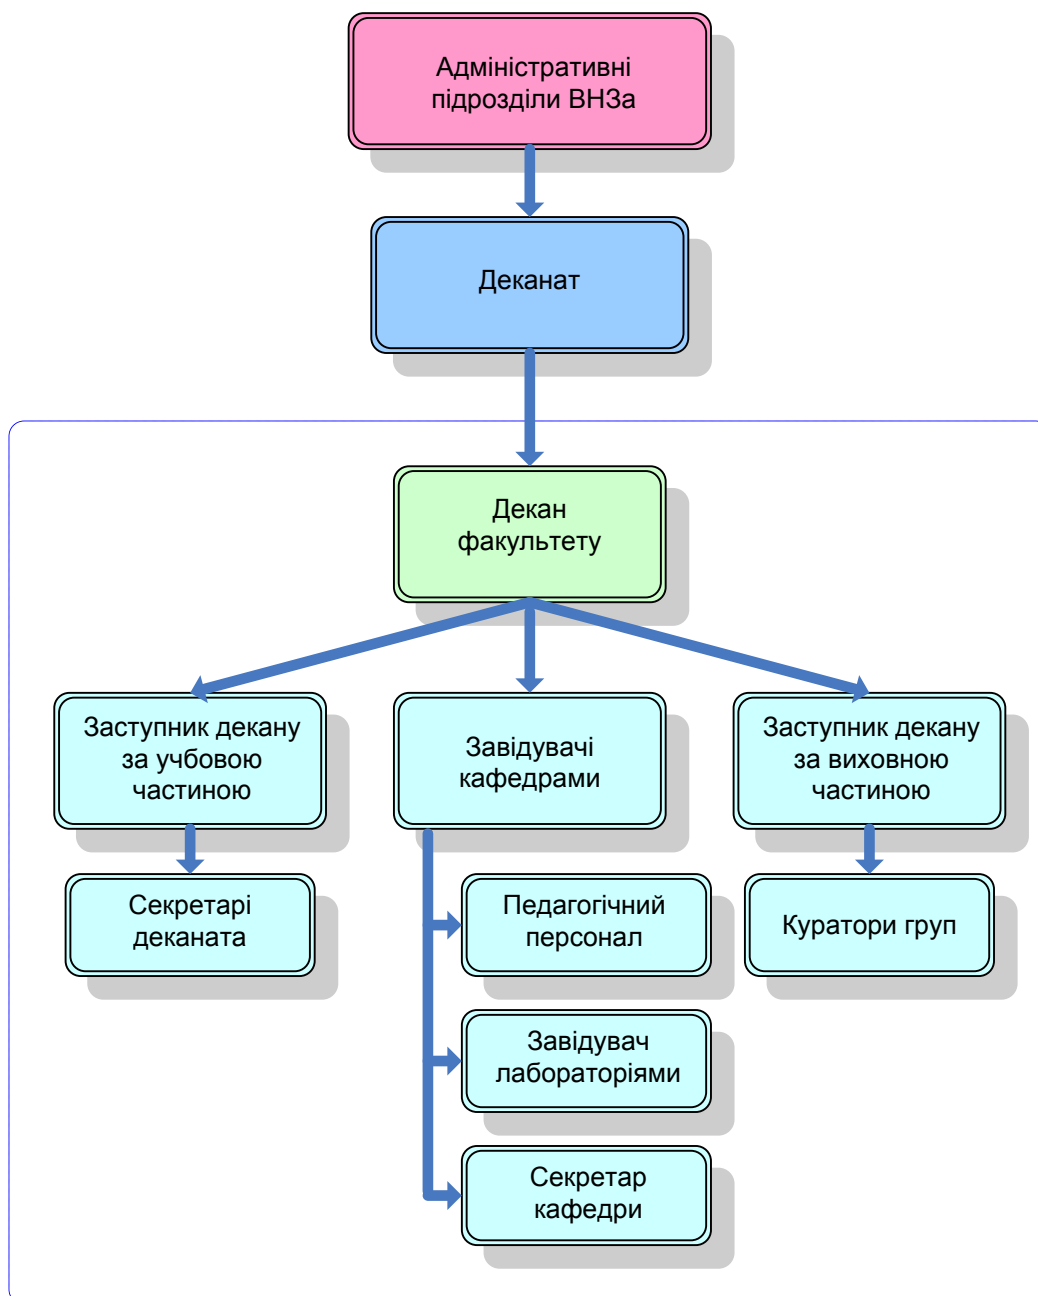 Адміністративні
підрозділи ВНЗа
Деканат
Декан
факультету
Заступник декану
за учбовою
частиною
Завідувачі
кафедрами
Заступник декану
за виховною
частиною
Секретарі
деканата
Педагогічний
персонал
Куратори груп
Завідувач
лабораторіями
Секретар
кафедри